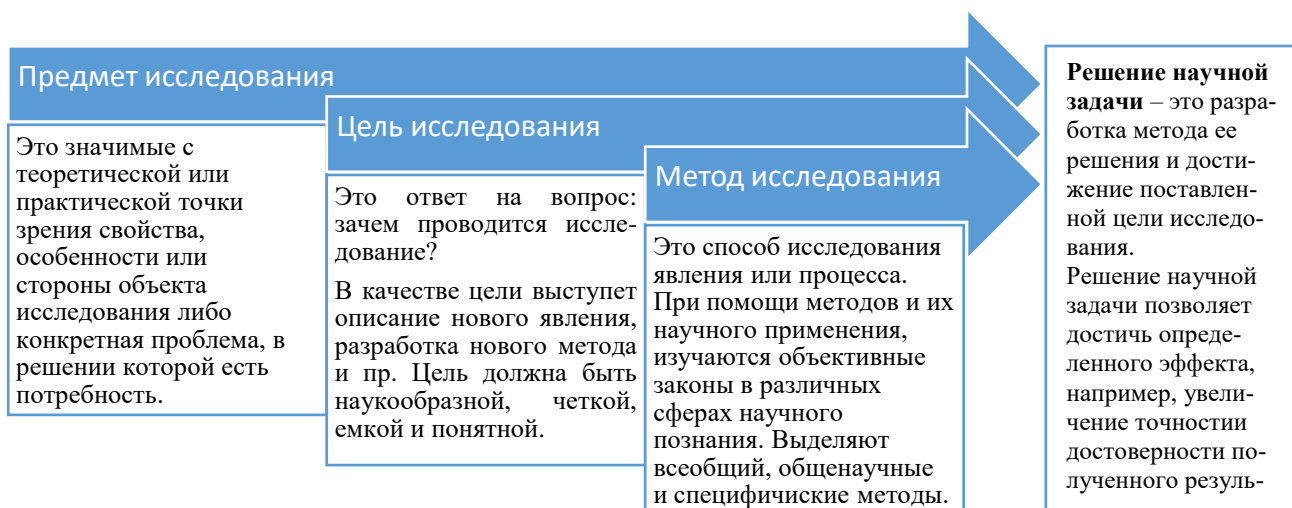 Предмет исследования
Это значимые с
теоретической или
практической точки
зрения свойства,
особенности или
стороны объекта
исследования либо
конкретная проблема, в
решении которой есть
потребность.
Цель исследования
Это ответ на вопрос:
зачем проводится иссле-
дование?
В качестве цели выступет
описание нового явления,
разработка нового метода
и пр. Цель должна быть
наукообразной, четкой,
емкой и понятной.
Метод исследования
Это способ исследования
явления или процесса.
При помощи методов и их
научного применения,
изучаются объективные
законы в различных
сферах научного
познания. Выделяют
всеобщий, общенаучные
и специфичиские методы.
Решение научной
задачи – это разра-
ботка метода ее
решения и дости-
жение поставлен-
ной цели исследо-
вания.
Решение научной
задачи позволяет
достичь опреде-
ленного эффекта,
например, увели-
чение точностии
достоверности по-
лученного резуль-